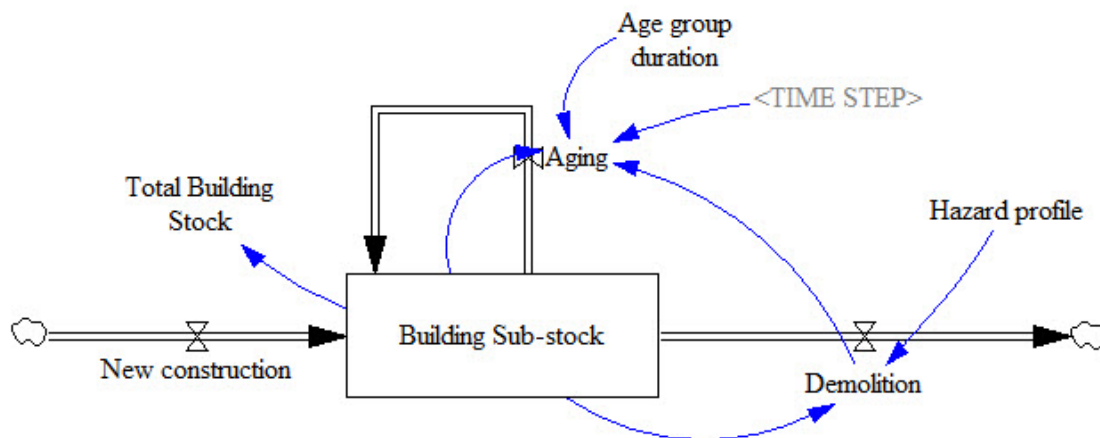 Age group
duration
<TIME STEP>
Aging
Total Building
Stock
Hazard profile
Building Sub-stock
New construction
Demolition